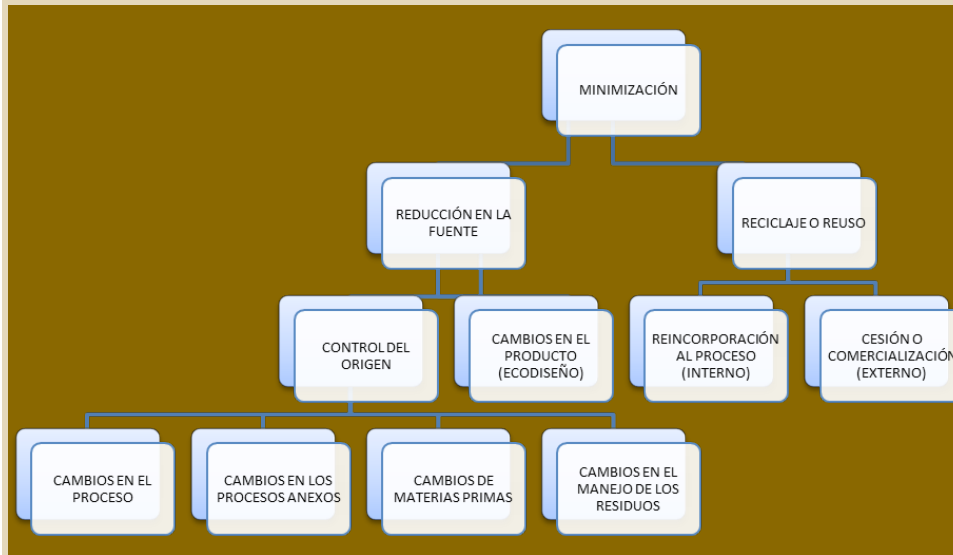 MINIMIZACIÓN
REDUCCIÓN EN LA
FUENTE
RECICLAJE O REUSO
CONTROL DEL
ORIGEN
CAMBIOS EN EL
PRODUCTO
(ECODISEÑO)
REINCORPORACIÓN
AL PROCESO
(INTERNO)
CESIÓN O
COMERCIALIZACIÓN
(EXTERNO)
CAMBIOS EN EL
PROCESO
CAMBIOS EN LOS
PROCESOS ANEXOS
CAMBIOS DE
MATERIAS PRIMAS
CAMBIOS EN EL
MANEJO DE LOS
RESIDUOS